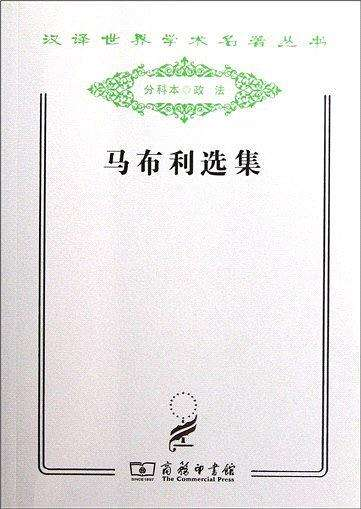 汉译世界学术名著丛书
分科本 政 法
马布利选集
商务印书馆
SINCE 1897
The Commercial Press